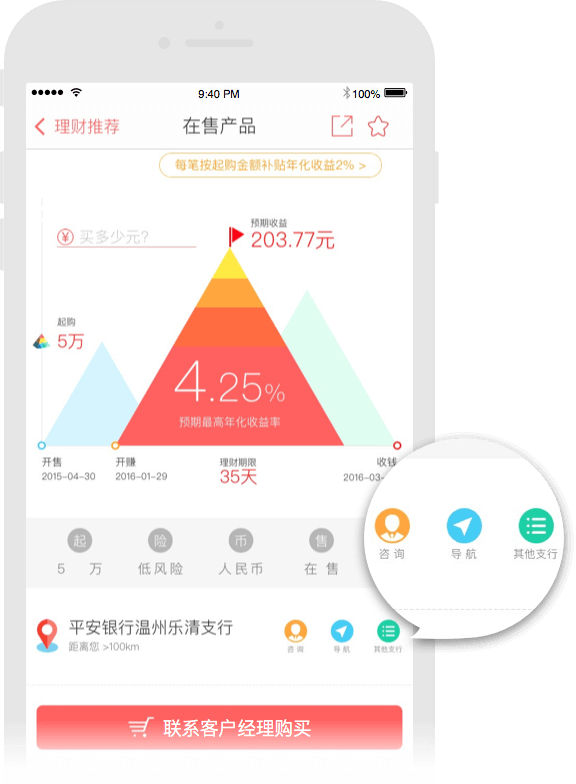 9:40 PM
100%
理财推荐
在售产品
每笔按起购金额补贴年化收益2% >
预期收益
203.77元
¥ 买多少元?
起购
5万
4.25%
预期最高年化收益率
开售
2015-04-30
开赚
2016-01-29
理财期限
35天
收钱
2016-03-
起 险 币 售
5 万 低风险 人民币 在 售
咨 询 导 航 其他支行
平安银行温州乐清支行
距离您 >100km
咨 询 导 航 其他支行
联系客户经理购买